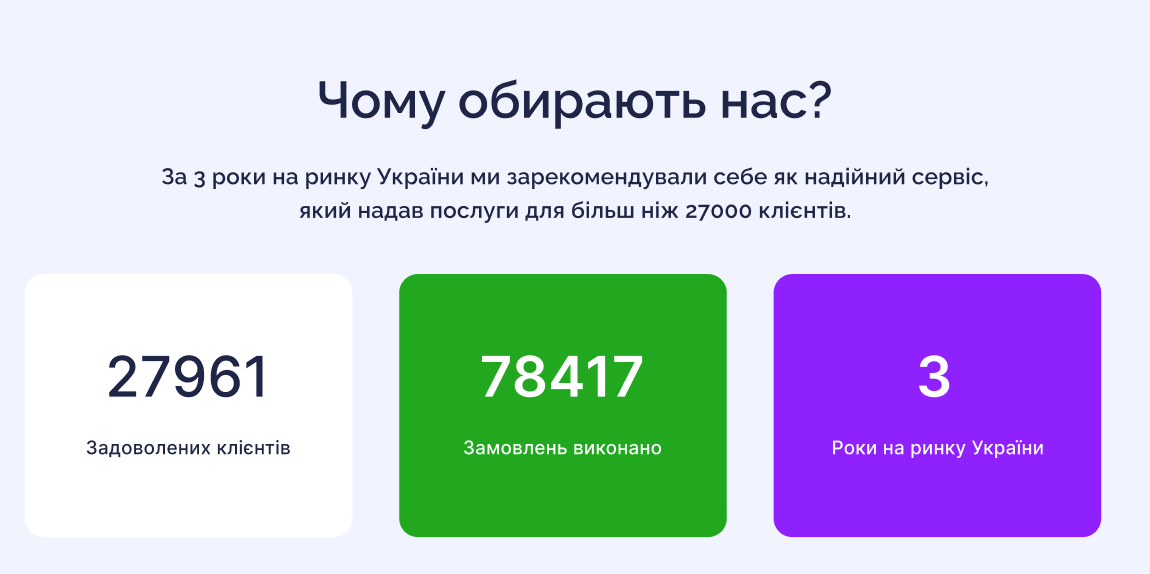 Чому обирають нас?
За 3 роки на ринку України ми зарекомендували себе як надійний сервіс,
який надав послуги для більш ніж 27000 клієнтів.
27961
Задоволених клієнтів
78417
Замовлень виконано
3
Роки на ринку України